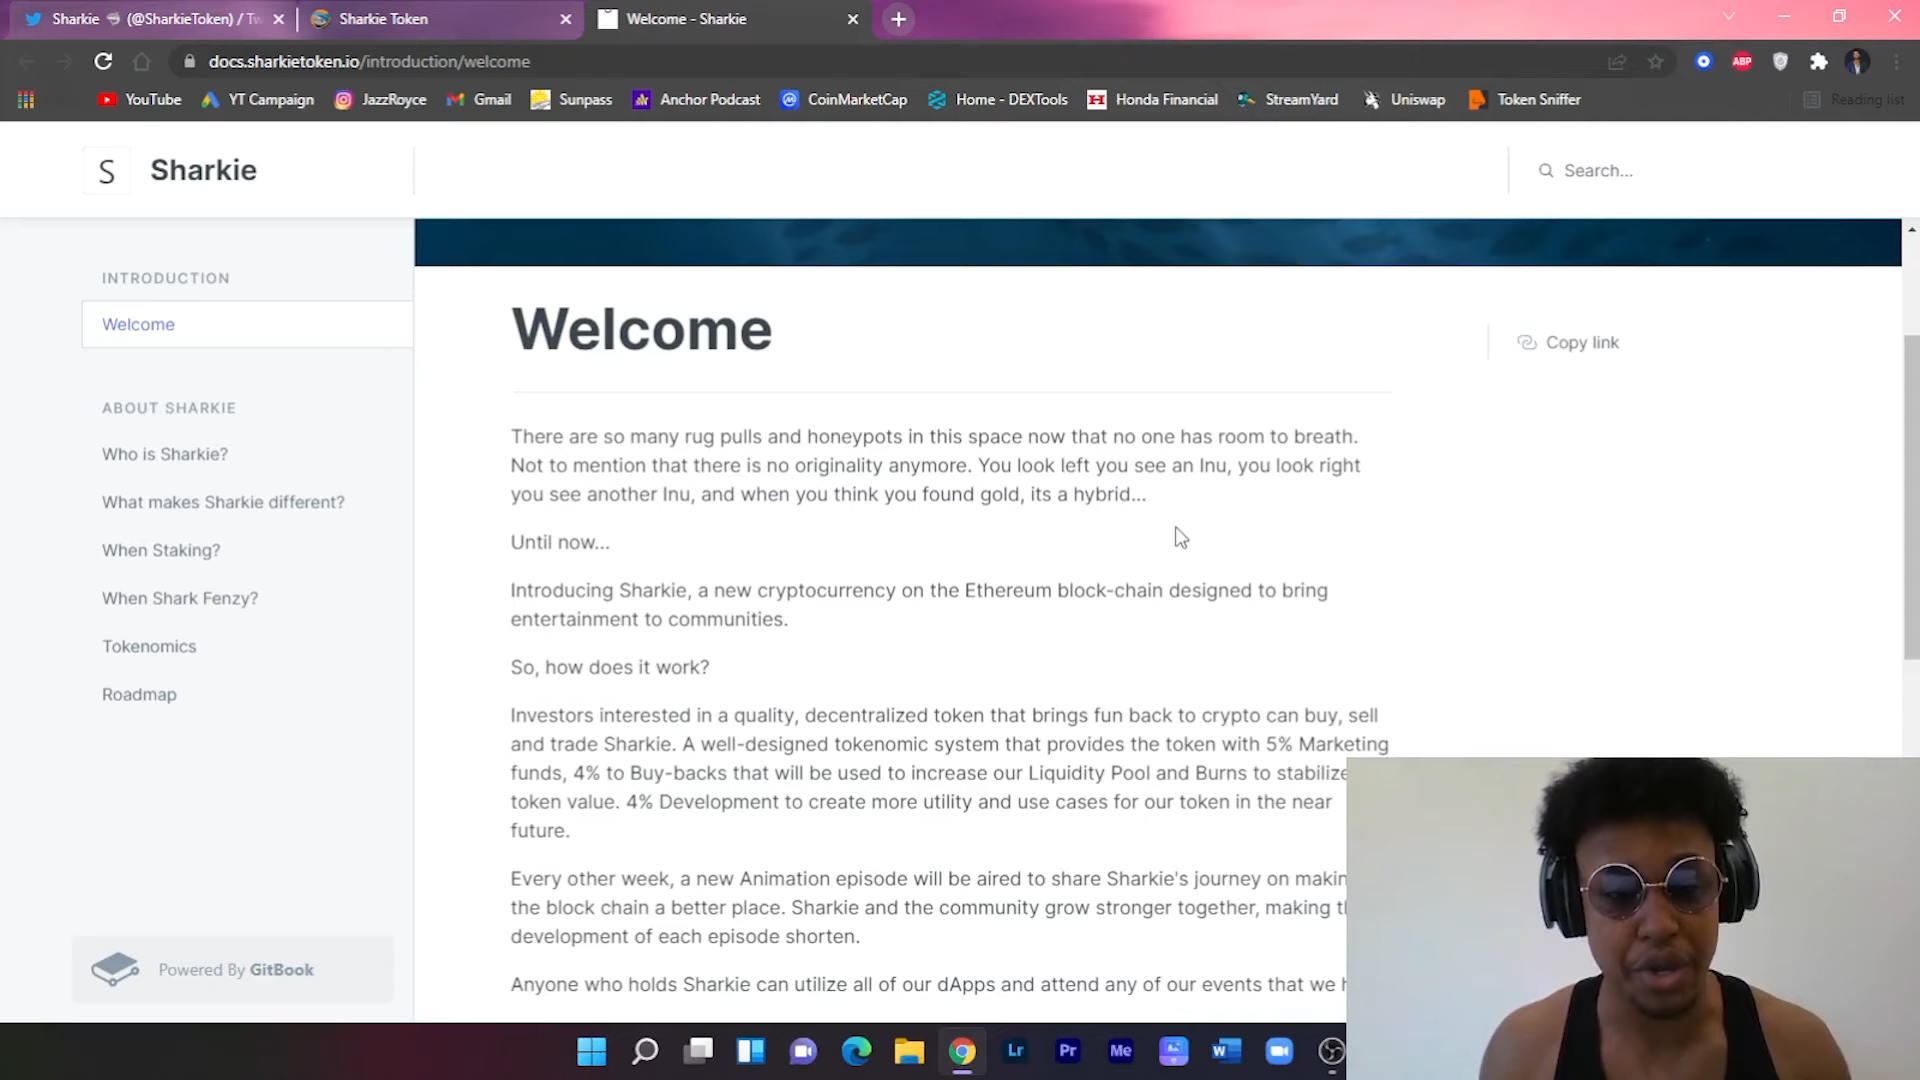 Sharkie 🦈 (@SharkieToken) / Tw
Sharkie Token
Welcome - Sharkie
docs.sharkietoken.io/introduction/welcome
YouTube
YT Campaign
JazzRoyce
Gmail
Sunpass
Anchor Podcast
CoinMarketCap
Home - DEXTools
Honda Financial
StreamYard
Uniswap
Token Sniffer
Reading list
ABP
S
Sharkie
Search...
INTRODUCTION
Welcome
ABOUT SHARKIE
Who is Sharkie?
What makes Sharkie different?
When Staking?
When Shark Fenzy?
Tokenomics
Roadmap
Powered By GitBook
Welcome
Copy link
There are so many rug pulls and honeypots in this space now that no one has room to breath.
Not to mention that there is no originality anymore. You look left you see an Inu, you look right
you see another Inu, and when you think you found gold, its a hybrid...
Until now...
Introducing Sharkie, a new cryptocurrency on the Ethereum block-chain designed to bring
entertainment to communities.
So, how does it work?
Investors interested in a quality, decentralized token that brings fun back to crypto can buy, sell
and trade Sharkie. A well-designed tokenomic system that provides the token with 5% Marketing
funds, 4% to Buy-backs that will be used to increase our Liquidity Pool and Burns to stabilize
token value. 4% Development to create more utility and use cases for our token in the near
future.
Every other week, a new Animation episode will be aired to share Sharkie's journey on makin
the block chain a better place. Sharkie and the community grow stronger together, making t
development of each episode shorten.
Anyone who holds Sharkie can utilize all of our dApps and attend any of our events that we
Lr
Pr
Me
W